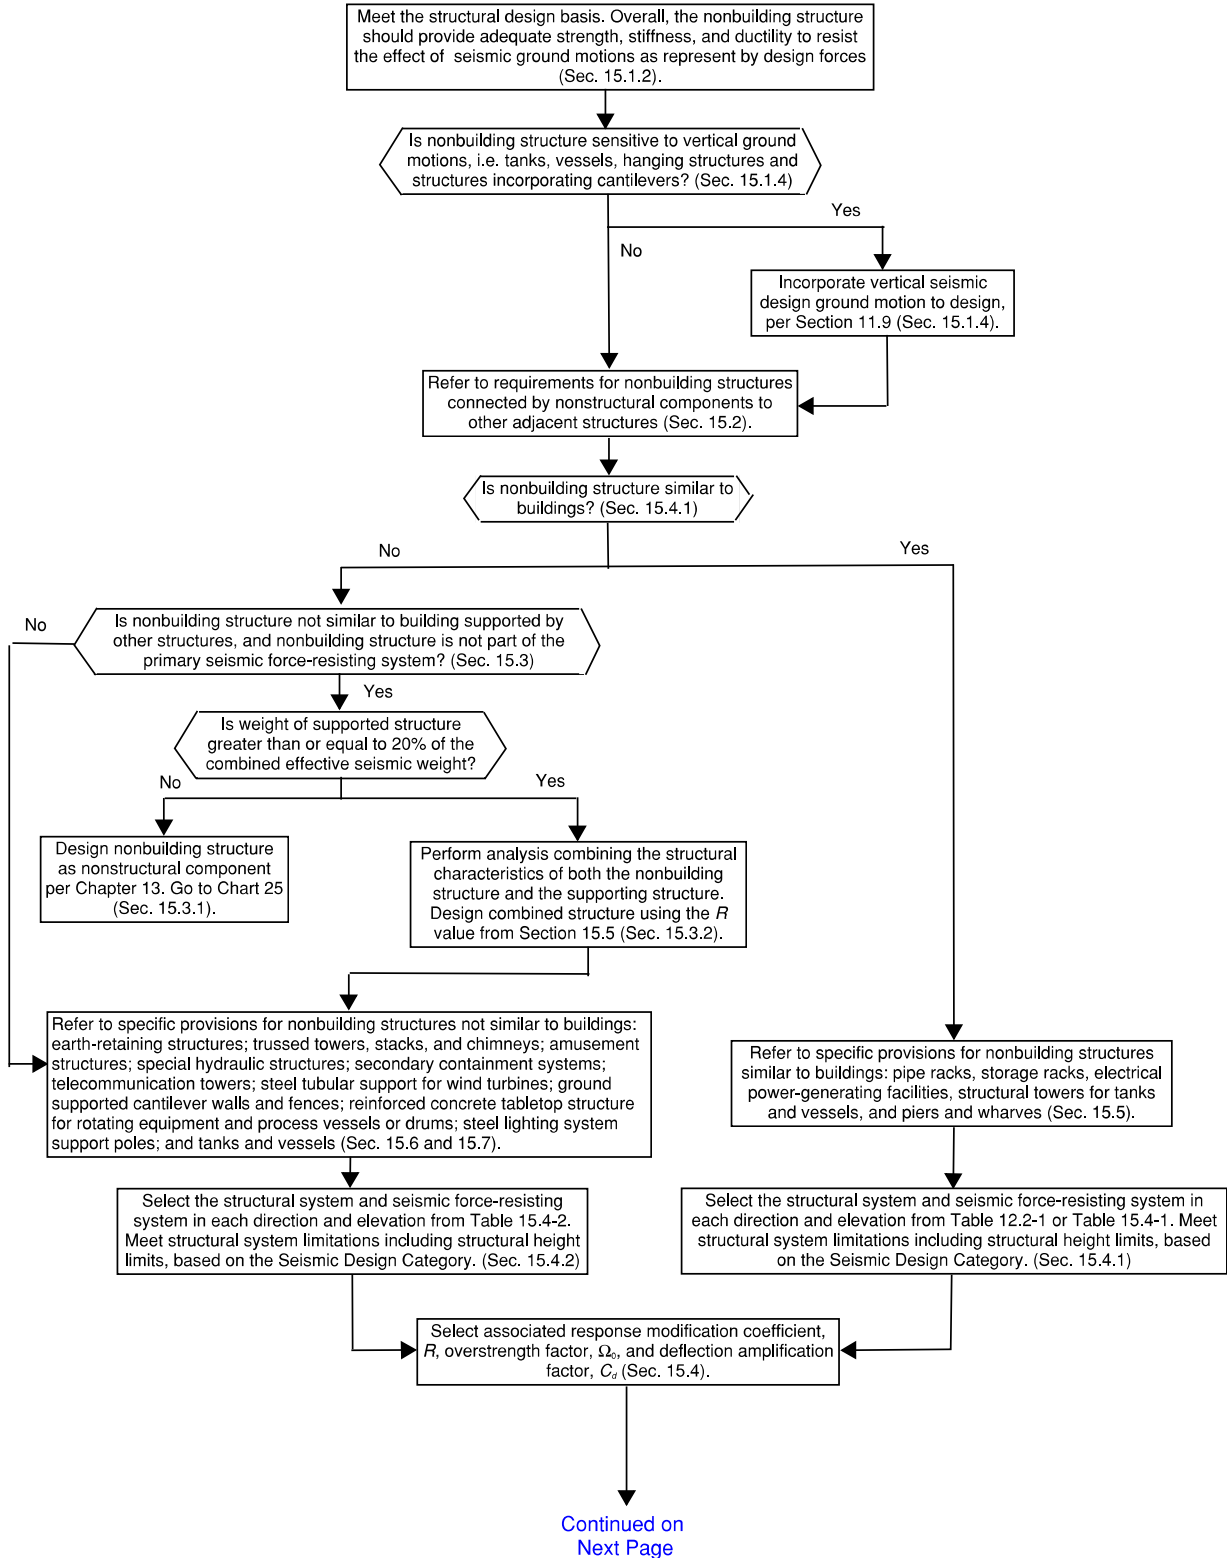 Meet the structural design basis. Overall, the nonbuilding structure
should provide adequate strength, stiffness, and ductility to resist
the effect of seismic ground motions as represent by design forces
(Sec. 15.1.2).
Is nonbuilding structure sensitive to vertical ground
motions, i.e. tanks, vessels, hanging structures and
structures incorporating cantilevers? (Sec. 15.1.4)
Yes
No
Incorporate vertical seismic
design ground motion to design,
per Section 11.9 (Sec. 15.1.4).
Refer to requirements for nonbuilding structures
connected by nonstructural components to
other adjacent structures (Sec. 15.2).
Is nonbuilding structure similar to
buildings? (Sec. 15.4.1)
No
Yes
No
Is nonbuilding structure not similar to building supported by
other structures, and nonbuilding structure is not part of the
primary seismic force-resisting system? (Sec. 15.3)
Yes
Is weight of supported structure
greater than or equal to 20% of the
combined effective seismic weight?
No
Yes
Design nonbuilding structure
as nonstructural component
per Chapter 13. Go to Chart 25
(Sec. 15.3.1).
Perform analysis combining the structural
characteristics of both the nonbuilding
structure and the supporting structure.
Design combined structure using the R
value from Section 15.5 (Sec. 15.3.2).
Refer to specific provisions for nonbuilding structures not similar to buildings:
earth-retaining structures; trussed towers, stacks, and chimneys; amusement
structures; special hydraulic structures; secondary containment systems;
telecommunication towers; steel tubular support for wind turbines; ground
supported cantilever walls and fences; reinforced concrete tabletop structure
for rotating equipment and process vessels or drums; steel lighting system
support poles; and tanks and vessels (Sec. 15.6 and 15.7).
Refer to specific provisions for nonbuilding structures
similar to buildings: pipe racks, storage racks, electrical
power-generating facilities, structural towers for tanks
and vessels, and piers and wharves (Sec. 15.5).
Select the structural system and seismic force-resisting
system in each direction and elevation from Table 15.4-2.
Meet structural system limitations including structural height
limits, based on the Seismic Design Category. (Sec. 15.4.2)
Select the structural system and seismic force-resisting system in
each direction and elevation from Table 12.2-1 or Table 15.4-1. Meet
structural system limitations including structural height limits, based
on the Seismic Design Category. (Sec. 15.4.1)
Select associated response modification coefficient,
R, overstrength factor, Ω₀, and deflection amplification
factor, C_d (Sec. 15.4).
Continued on
Next Page